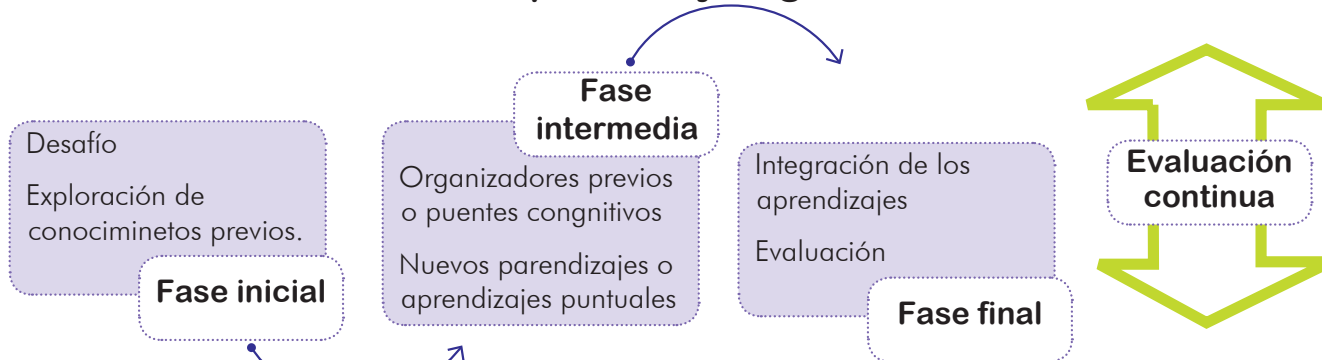 Desafío
Exploración de
conociminetos previos.
Fase inicial
Fase
intermedia
Organizadores previos
o puentes congnitivos
Nuevos parendizajes o
aprendizajes puntuales
Integración de los
aprendizajes
Evaluación
Fase final
Evaluación
continua